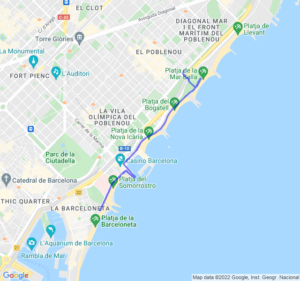 EL CLOT
Rambla Guipúscoa
DIAGONAL MAR
I EL FRONT
MARÍTIM DEL
POBLENOU
Platja de
Llevant
Torre Glòries
La Monumental
EL POBLENOU
FORT PIENC
L'Auditori
Platja de la
Mar Bella
Platja del
Bogatell
LA VILA
OLÍMPICA DEL
POBLENOU
Platja de la
Nova Icària
B-10
Parc de la
Ciutadella
Casino Barcelona
Catedral de Barcelona
Platja del
Somorrostro
THIC QUARTER
LA BARCELONETA
Platja de la
Barceloneta
L'Aquàrium de Barcelona
Rambla de Mar
Google
Map data ©2022 Google, Inst. Geogr. Nacional